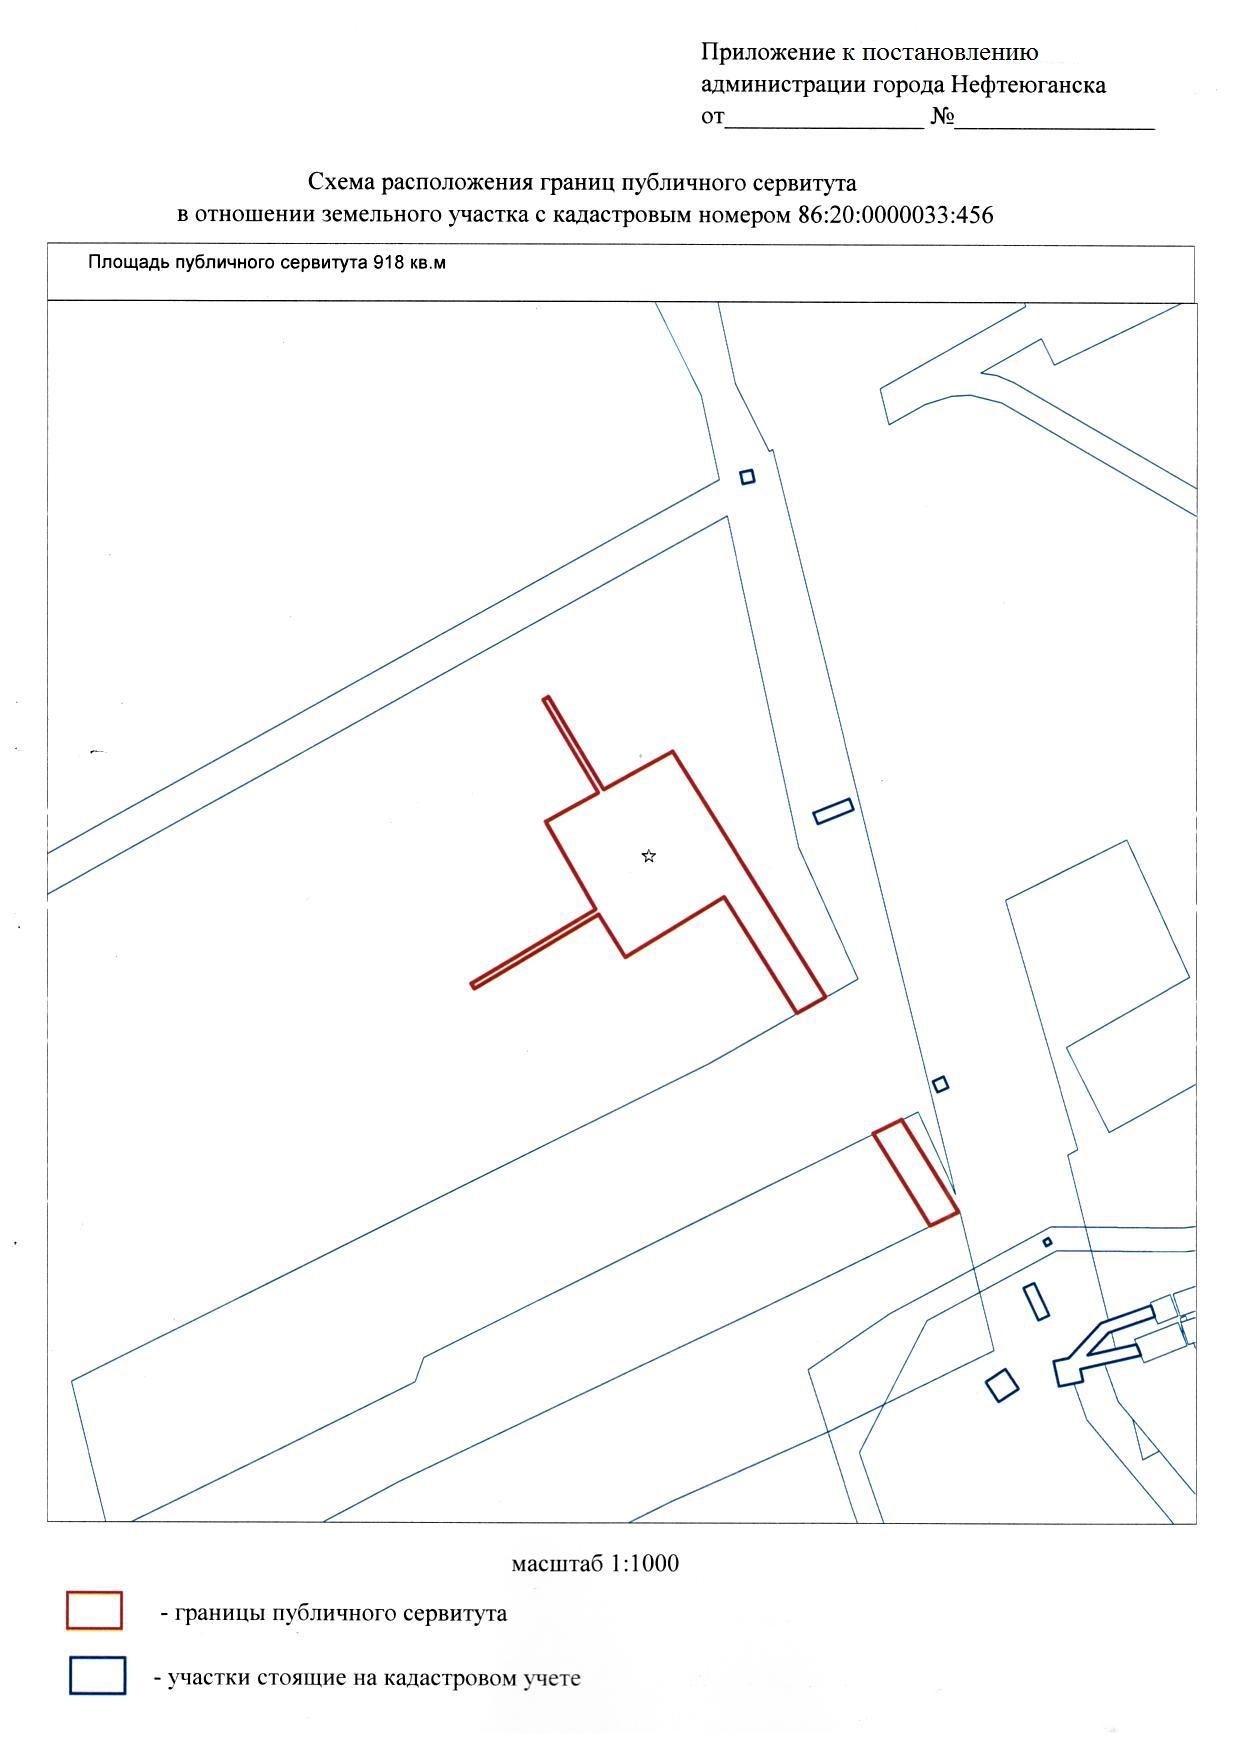 Приложение к постановлению
администрации города Нефтеюганска
от________________ №________________
Схема расположения границ публичного сервитута
в отношении земельного участка с кадастровым номером 86:20:0000033:456
Площадь публичного сервитута 918 кв.м
масштаб 1:1000
- границы публичного сервитута
- участки стоящие на кадастровом учете